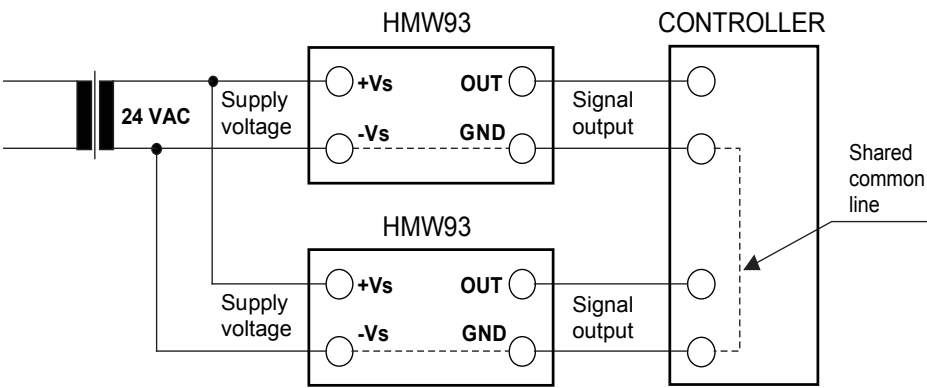 HMW93
CONTROLLER
24 VAC
Supply
voltage
+Vs
OUT
-Vs
GND
Signal
output
Shared
common
line
HMW93
Supply
voltage
+Vs
OUT
-Vs
GND
Signal
output